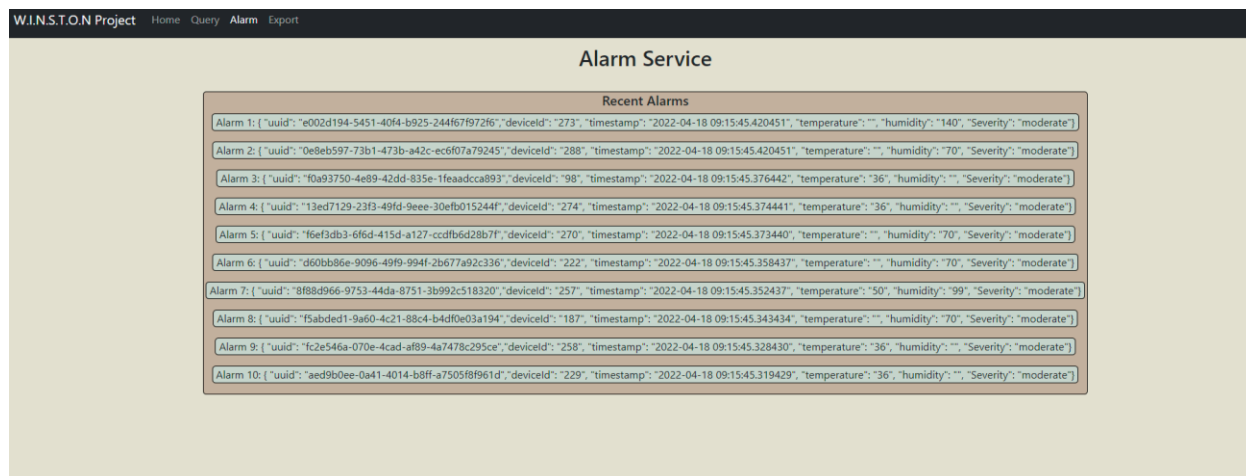 W.I.N.S.T.O.N Project Home Query Alarm Export
Alarm Service
Recent Alarms
Alarm 1: { "uuid": "e002d194-5451-40f4-b925-244f67f972f6","deviceId": "273", "timestamp": "2022-04-18 09:15:45.420451", "temperature": "", "humidity": "140", "Severity": "moderate"}
Alarm 2: { "uuid": "0e8eb597-73b1-473b-a42c-ec6f07a79245","deviceId": "288", "timestamp": "2022-04-18 09:15:45.420451", "temperature": "", "humidity": "70", "Severity": "moderate"}
Alarm 3: { "uuid": "f0a93750-4e89-42dd-835e-1feaadcca893","deviceId": "98", "timestamp": "2022-04-18 09:15:45.376442", "temperature": "36", "humidity": "", "Severity": "moderate"}
Alarm 4: { "uuid": "13ed7129-23f3-49fd-9eee-30efb015244f","deviceId": "274", "timestamp": "2022-04-18 09:15:45.374441", "temperature": "36", "humidity": "", "Severity": "moderate"}
Alarm 5: { "uuid": "f6ef3db3-6f6d-415d-a127-ccdfb6d28b7f","deviceId": "270", "timestamp": "2022-04-18 09:15:45.373440", "temperature": "", "humidity": "70", "Severity": "moderate"}
Alarm 6: { "uuid": "d60bb86e-9096-49f9-994f-2b677a92c336","deviceId": "222", "timestamp": "2022-04-18 09:15:45.358437", "temperature": "", "humidity": "70", "Severity": "moderate"}
Alarm 7: { "uuid": "8f88d966-9753-44da-8751-3b992c518320","deviceId": "257", "timestamp": "2022-04-18 09:15:45.352437", "temperature": "50", "humidity": "99", "Severity": "moderate"}
Alarm 8: { "uuid": "f5abded1-9a60-4c21-88c4-b4df0e03a194","deviceId": "187", "timestamp": "2022-04-18 09:15:45.343434", "temperature": "", "humidity": "70", "Severity": "moderate"}
Alarm 9: { "uuid": "fc2e546a-070e-4cad-af89-4a7478c295ce","deviceId": "258", "timestamp": "2022-04-18 09:15:45.328430", "temperature": "36", "humidity": "", "Severity": "moderate"}
Alarm 10: { "uuid": "aed9b0ee-0a41-4014-b8ff-a7505f8f961d","deviceId": "229", "timestamp": "2022-04-18 09:15:45.319429", "temperature": "36", "humidity": "", "Severity": "moderate"}